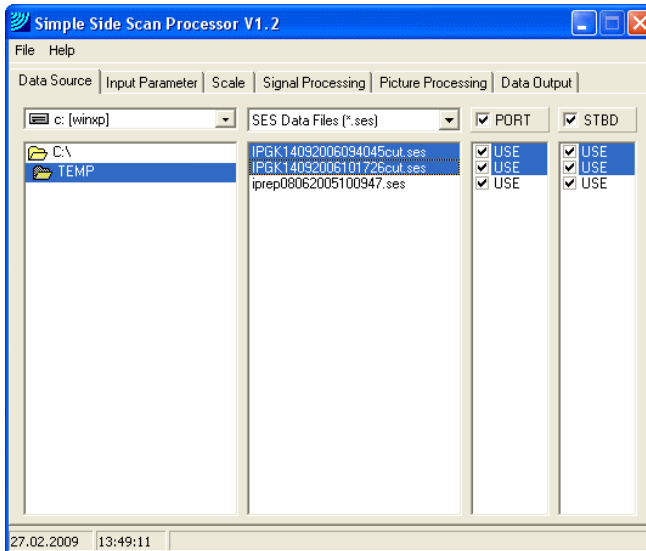 Simple Side Scan Processor V1.2
File Help
Data Source Input Parameter Scale Signal Processing Picture Processing Data Output
c: [winxp] SES Data Files (*.ses) PORT STBD
C:\ IPGK14092006094045cut.ses USE USE
TEMP IPGK14092006101726cut.ses USE USE
iprep08062005100947.ses USE USE
27.02.2009 13:49:11